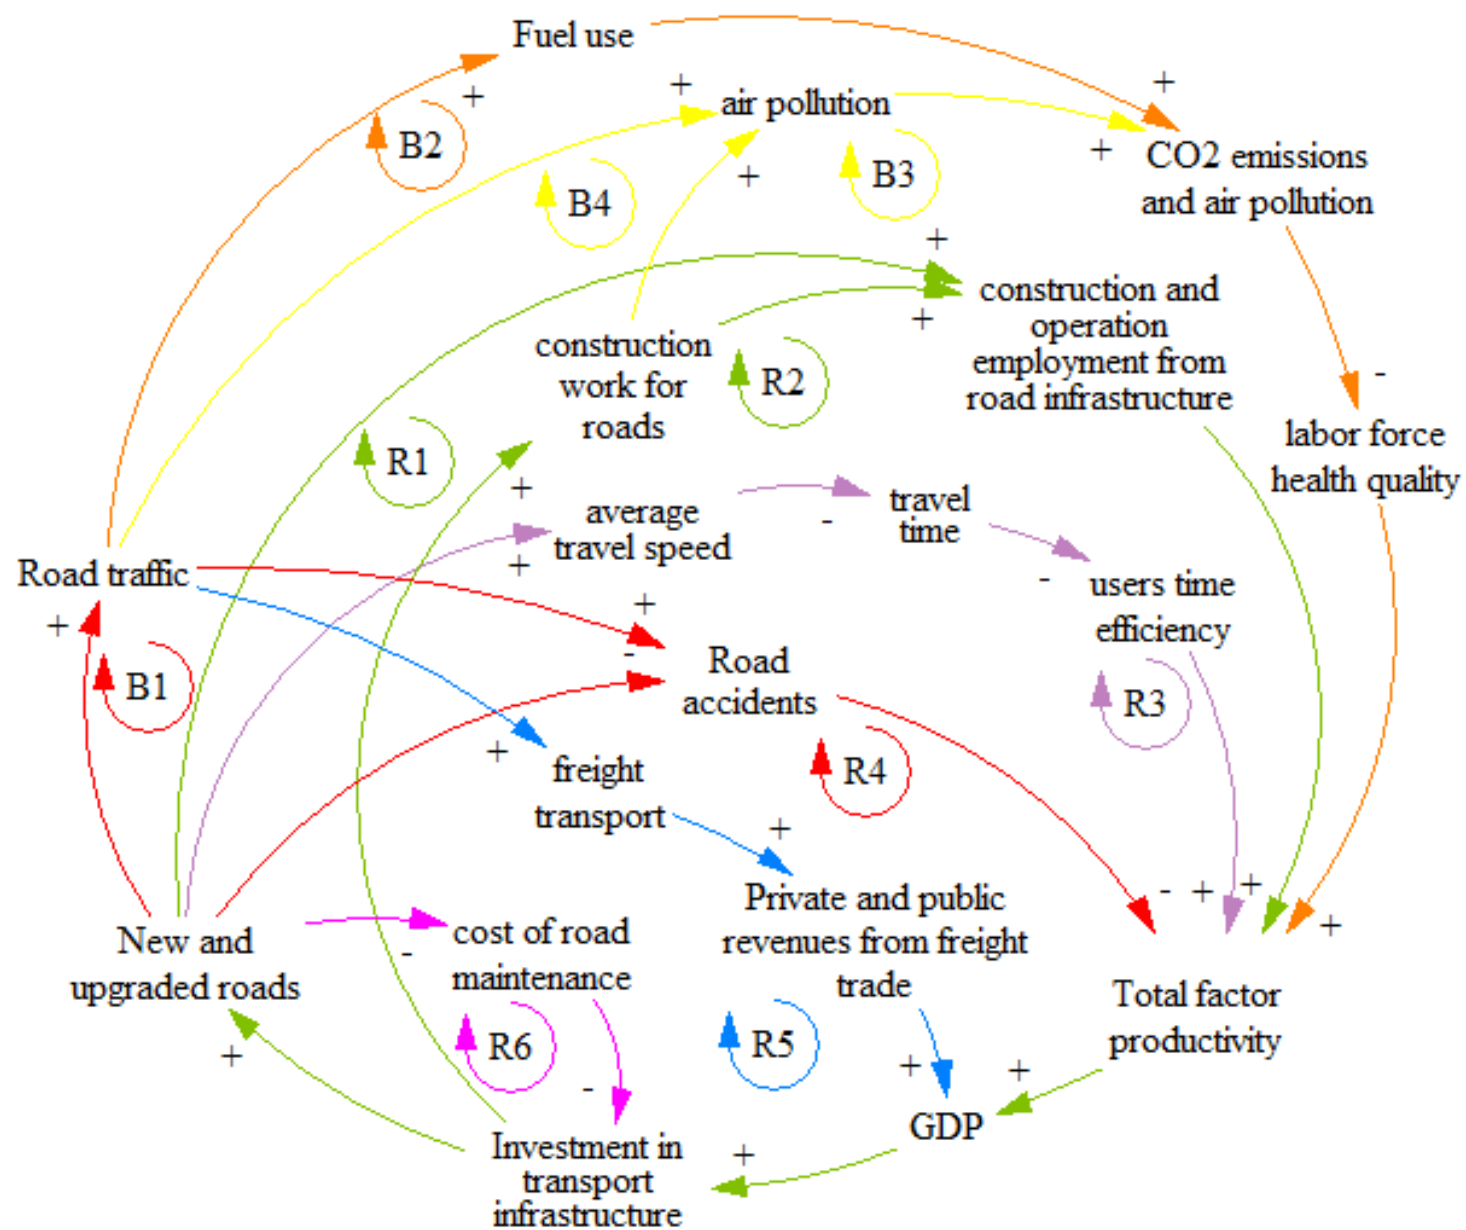 Fuel use
+
+
+
air pollution
B2
B3
B4
+
+
CO2 emissions
and air pollution
+
construction and
operation
employment from
road infrastructure
+
construction
work for
roads
R2
-
labor force
health quality
R1
+
average
travel speed
+
-
travel
time
-
users time
efficiency
Road traffic
+
+
-
Road
accidents
B1
R3
+
freight
transport
R4
+
Private and public
revenues from freight
trade
- + +
+
New and
upgraded roads
-
cost of road
maintenance
Total factor
productivity
+
R6
R5
-
+
+
GDP
+
Investment in
transport
infrastructure